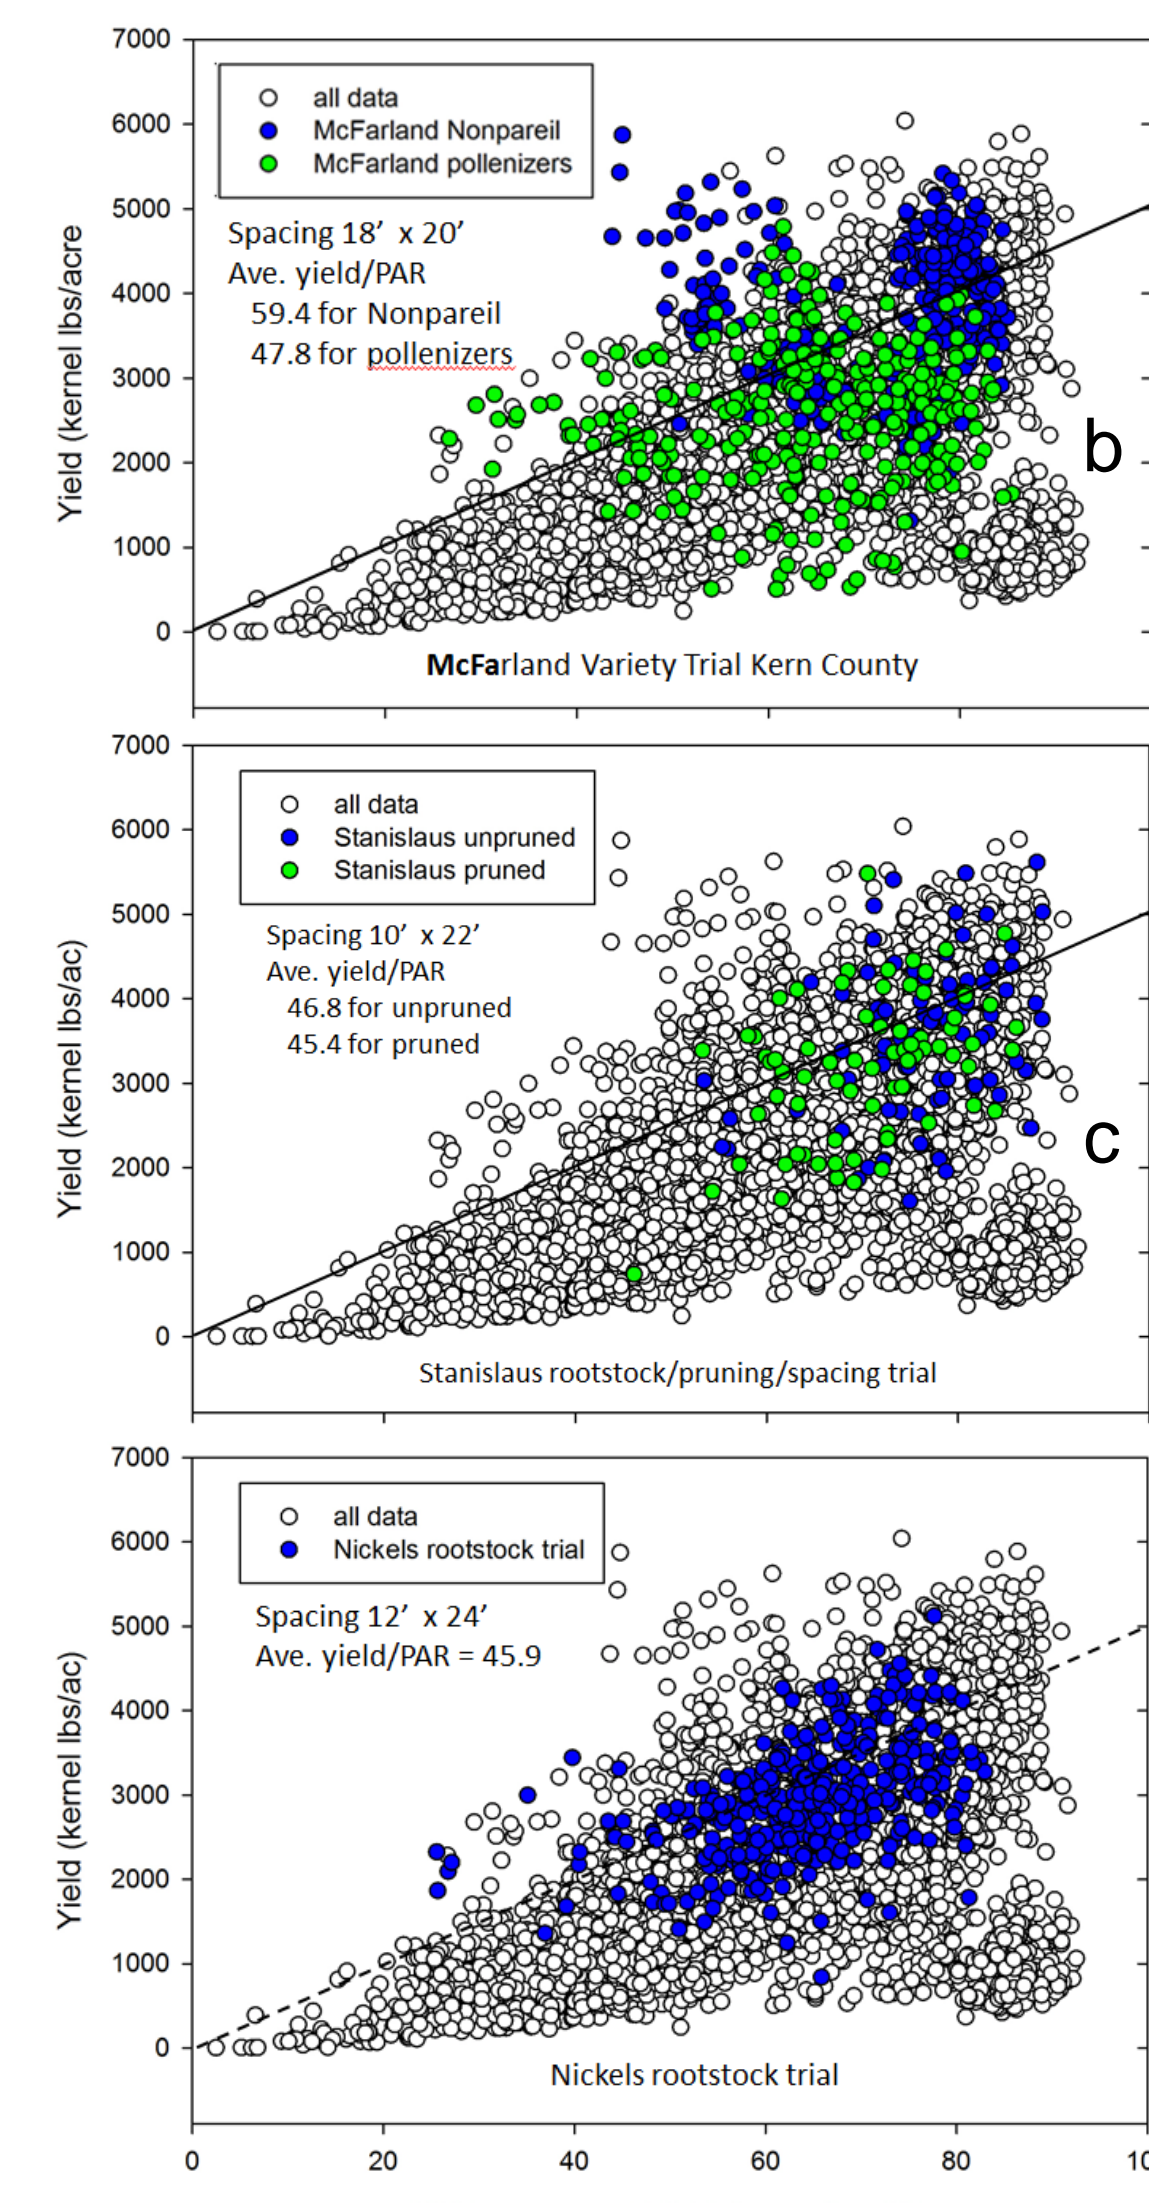 7000
6000
5000
4000
3000
2000
1000
0
Yield (kernel lbs/acre
all data
McFarland Nonpareil
McFarland pollenizers
Spacing 18’ x 20’
Ave. yield/PAR
59.4 for Nonpareil
47.8 for pollenizers
b
McFarland Variety Trial Kern County
7000
6000
5000
4000
3000
2000
1000
0
Yield (kernel lbs/ac)
all data
Stanislaus unpruned
Stanislaus pruned
Spacing 10’ x 22’
Ave. yield/PAR
46.8 for unpruned
45.4 for pruned
c
Stanislaus rootstock/pruning/spacing trial
7000
6000
5000
4000
3000
2000
1000
0
Yield (kernel lbs/ac)
all data
Nickels rootstock trial
Spacing 12’ x 24’
Ave. yield/PAR = 45.9
Nickels rootstock trial
0 20 40 60 80 10